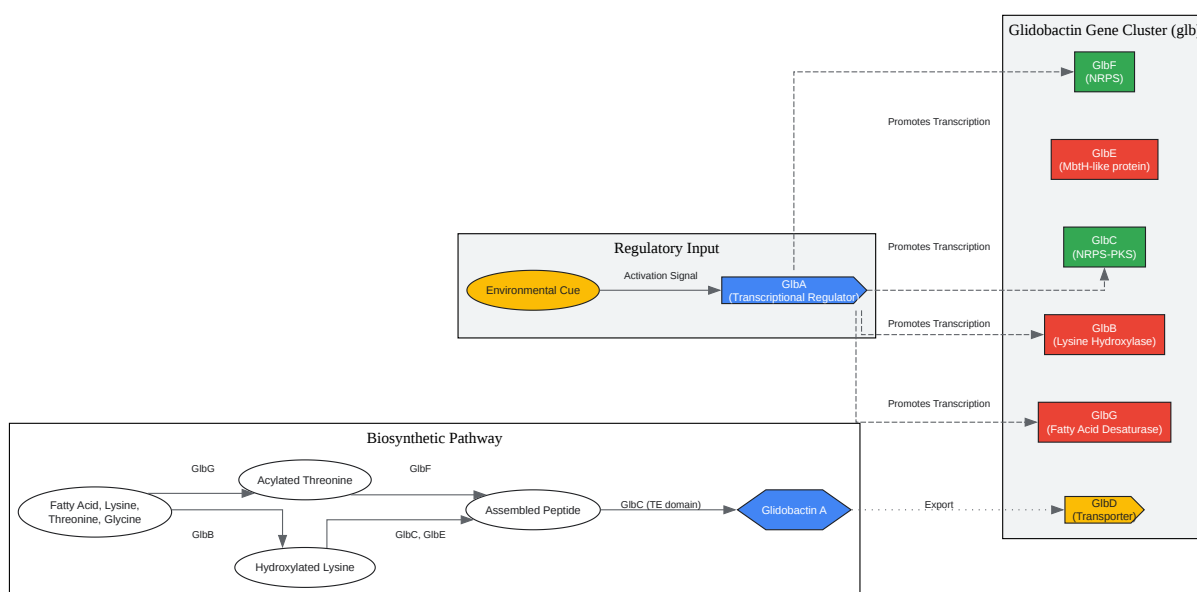 Glidobactin Gene Cluster (glb)
GlbF
(NRPS)
Promotes Transcription
GlbE
(MbtH-like protein)
Regulatory Input
Promotes Transcription
GlbC
(NRPS-PKS)
Environmental Cue
Activation Signal
GlbA
(Transcriptional Regulator)
Promotes Transcription
GlbB
(Lysine Hydroxylase)
Promotes Transcription
GlbG
(Fatty Acid Desaturase)
Biosynthetic Pathway
GlbG
Acylated Threonine
GlbF
Fatty Acid, Lysine,
Threonine, Glycine
Assembled Peptide
GlbC (TE domain)
Glidobactin A
Export
GlbD
(Transporter)
GlbB
GlbC, GlbE
Hydroxylated Lysine